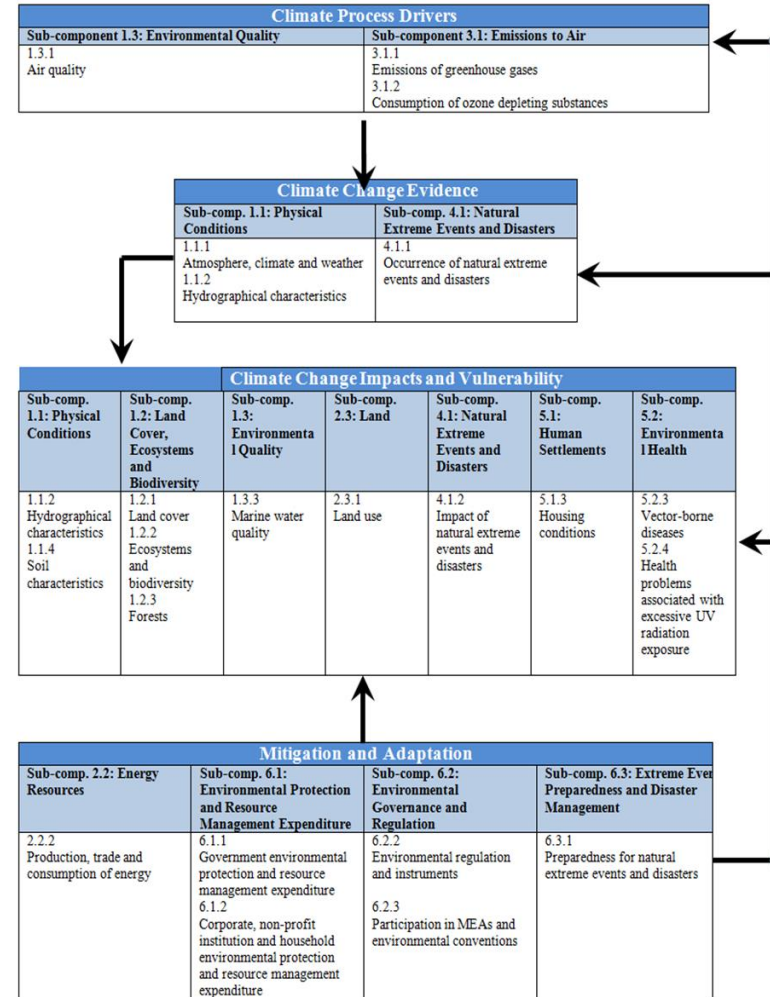 Climate Process Drivers
Sub-component 1.3: Environmental Quality
1.3.1
Air quality
Sub-component 3.1: Emissions to Air
3.1.1
Emissions of greenhouse gases
3.1.2
Consumption of ozone depleting substances
Climate Change Evidence
Sub-comp. 1.1: Physical
Conditions
1.1.1
Atmosphere, climate and weather
1.1.2
Hydrographical characteristics
Sub-comp. 4.1: Natural
Extreme Events and Disasters
4.1.1
Occurrence of natural extreme
events and disasters
Climate Change Impacts and Vulnerability
Sub-comp.
1.1: Physical
Conditions
1.1.2
Hydrographical
characteristics
1.1.4
Soil
characteristics
Sub-comp.
1.2: Land
Cover,
Ecosystems
and
Biodiversity
1.2.1
Land cover
1.2.2
Ecosystems
and
biodiversity
1.2.3
Forests
Sub-comp.
1.3:
Environmenta
l Quality
1.3.3
Marine water
quality
Sub-comp.
2.3: Land
2.3.1
Land use
Sub-comp.
4.1: Natural
Extreme
Events and
Disasters
4.1.2
Impact of
natural extreme
events and
disasters
Sub-comp.
5.1:
Human
Settlements
5.1.3
Housing
conditions
Sub-comp.
5.2:
Environmenta
l Health
5.2.3
Vector-borne
diseases
5.2.4
Health
problems
associated with
excessive UV
radiation
exposure
Mitigation and Adaptation
Sub-comp. 2.2: Energy
Resources
2.2.2
Production, trade and
consumption of energy
Sub-comp. 6.1:
Environmental Protection
and Resource
Management Expenditure
6.1.1
Government environmental
protection and resource
management expenditure
6.1.2
Corporate, non-profit
institution and household
environmental protection
and resource management
expenditure
Sub-comp. 6.2:
Environmental
Governance and
Regulation
6.2.2
Environmental regulation
and instruments
6.2.3
Participation in MEAs and
environmental conventions
Sub-comp. 6.3: Extreme Even
Preparedness and Disaster
Management
6.3.1
Preparedness for natural
extreme events and disasters